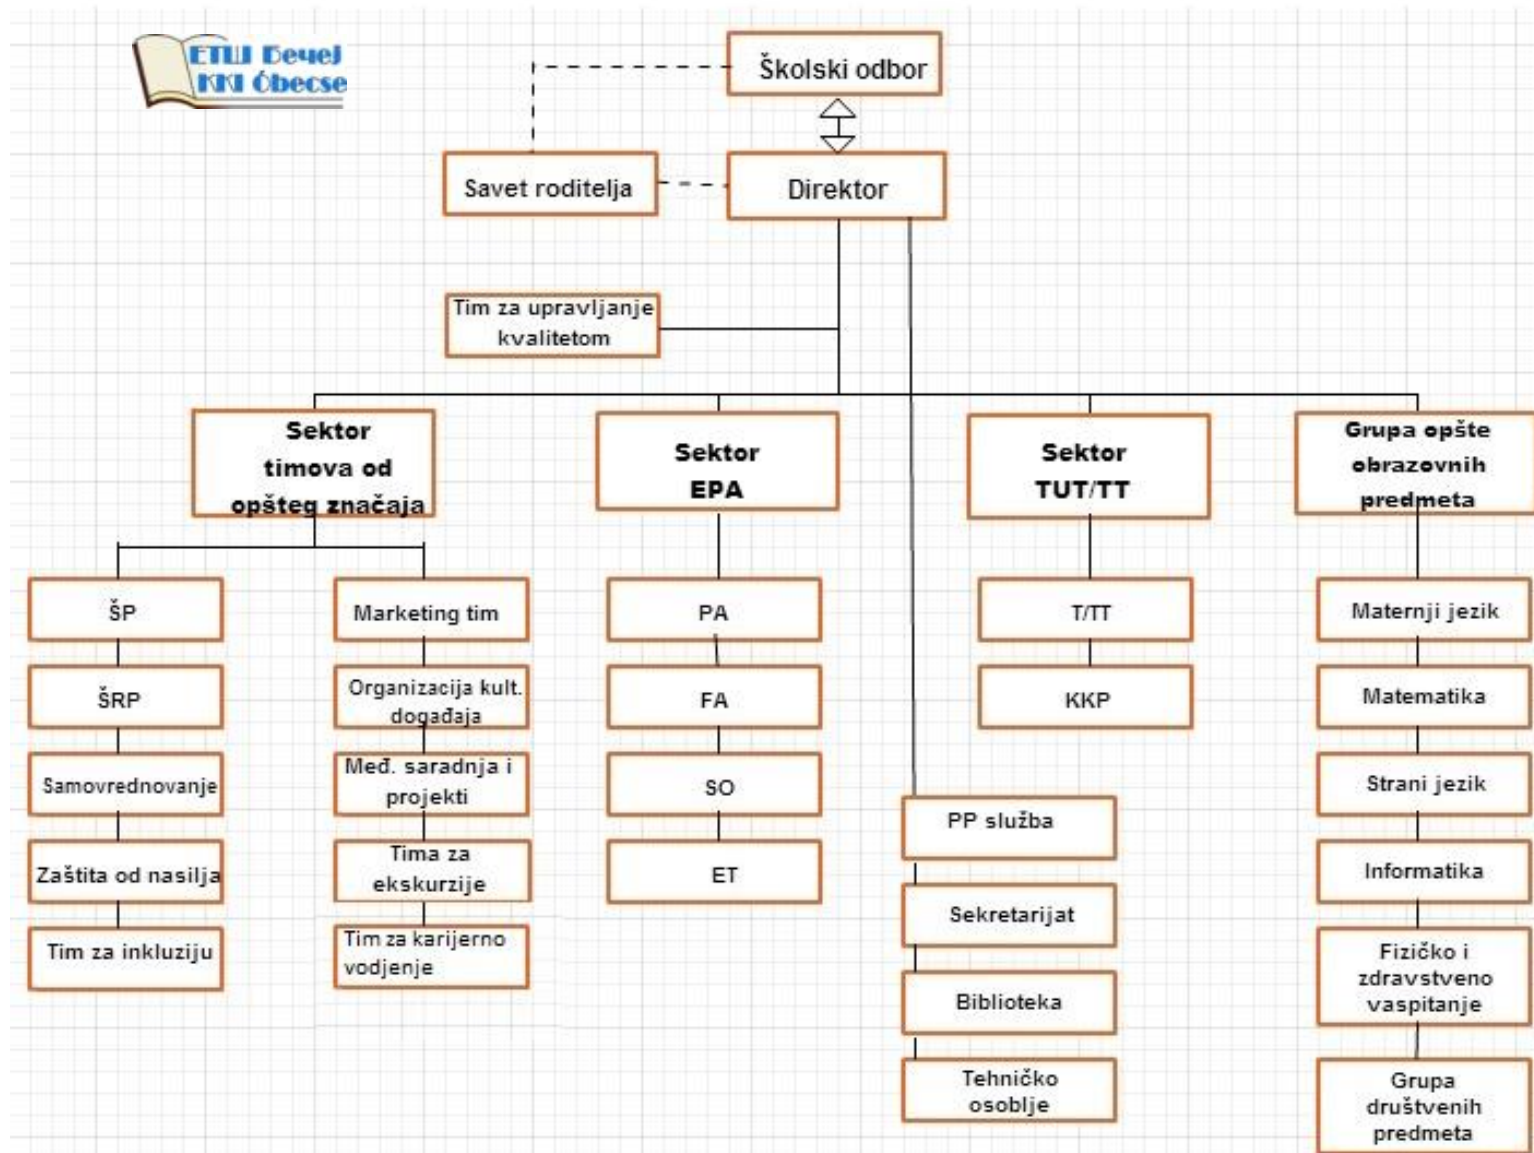 ЕТШ Бечеј
KKI Óbecse
Školski odbor
Savet roditelja
Direktor
Tim za upravljanje
kvalitetom
Sektor
timova od
opšteg značaja
Sektor
EPA
Sektor
TUT/TT
Grupa opšte
obrazovnih
predmeta
ŠP
ŠRP
Samovrednovanje
Zaštita od nasilja
Tim za inkluziju
Marketing tim
Organizacija kult.
događaja
Međ. saradnja i
projekti
Tima za
ekskurzije
Tim za karijerno
vodjenje
PA
FA
SO
ET
T/TT
KKP
PP služba
Sekretarijat
Biblioteka
Tehničko
osoblje
Maternji jezik
Matematika
Strani jezik
Informatika
Fizičko i
zdravstveno
vaspitanje
Grupa
društvenih
predmeta